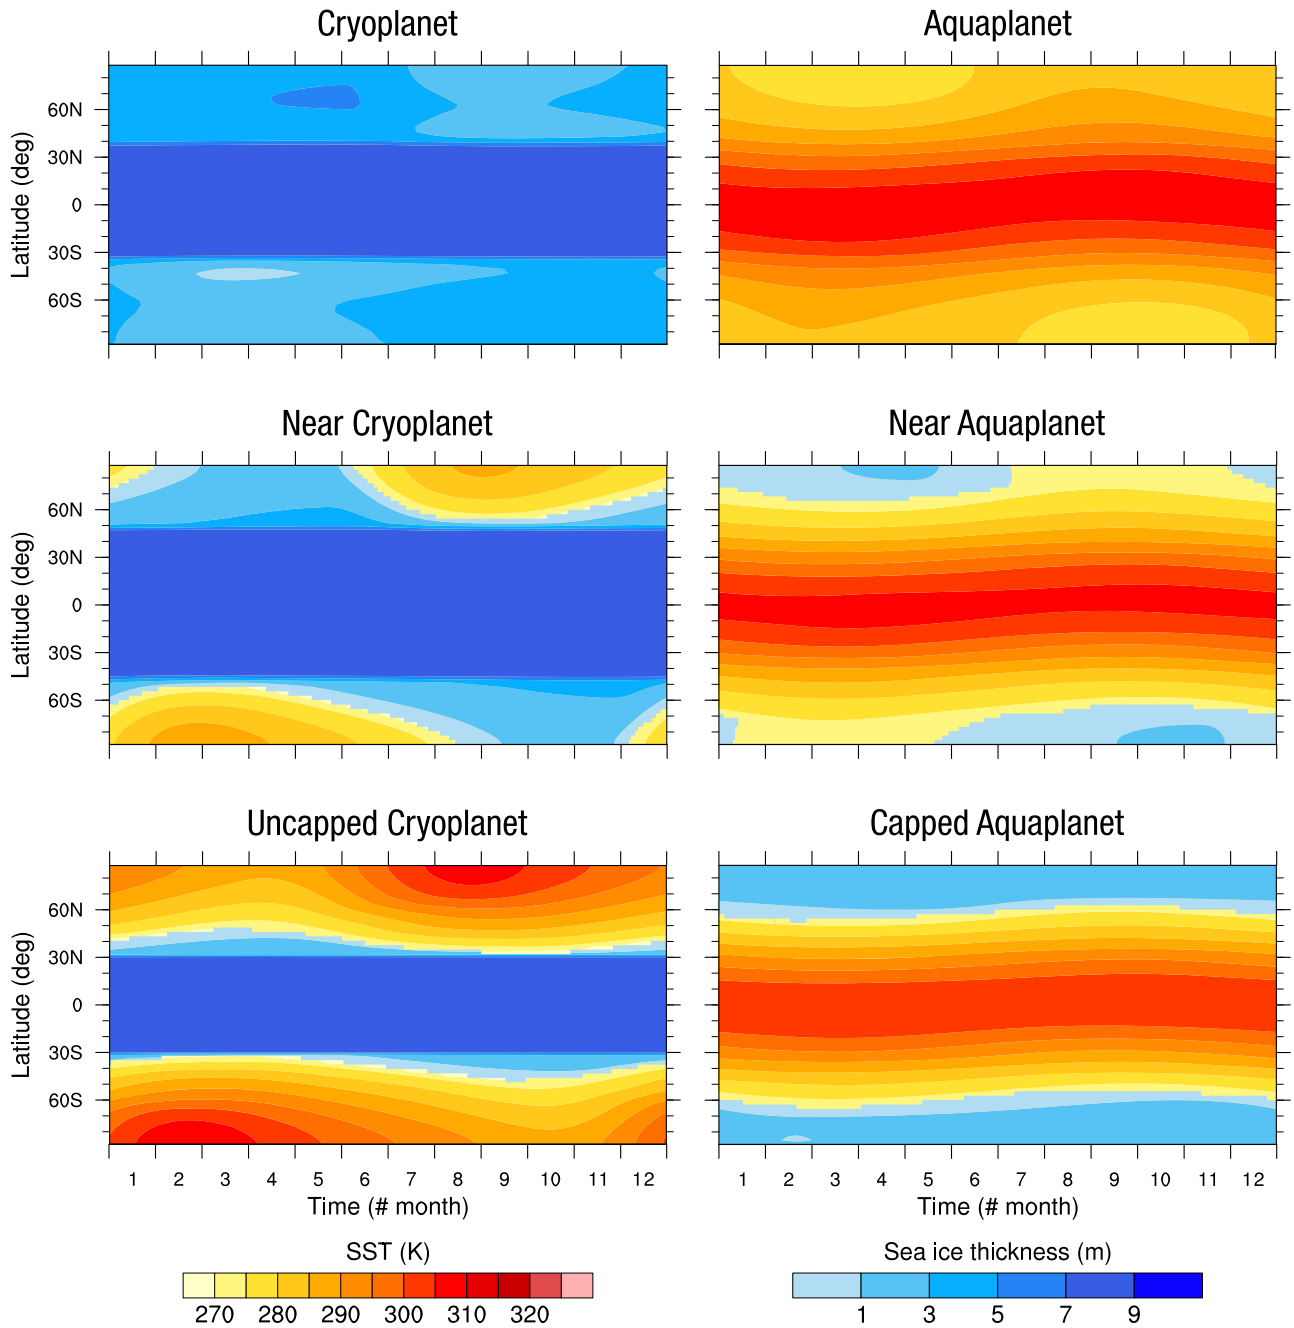 Cryoplanet
Aquaplanet
Latitude (deg)
60N
30N
0
30S
60S
Near Cryoplanet
Near Aquaplanet
Latitude (deg)
60N
30N
0
30S
60S
Uncapped Cryoplanet
Capped Aquaplanet
Latitude (deg)
60N
30N
0
30S
60S
1 2 3 4 5 6 7 8 9 10 11 12
1 2 3 4 5 6 7 8 9 10 11 12
Time (# month)
Time (# month)
SST (K)
Sea ice thickness (m)
270 280 290 300 310 320
1 3 5 7 9